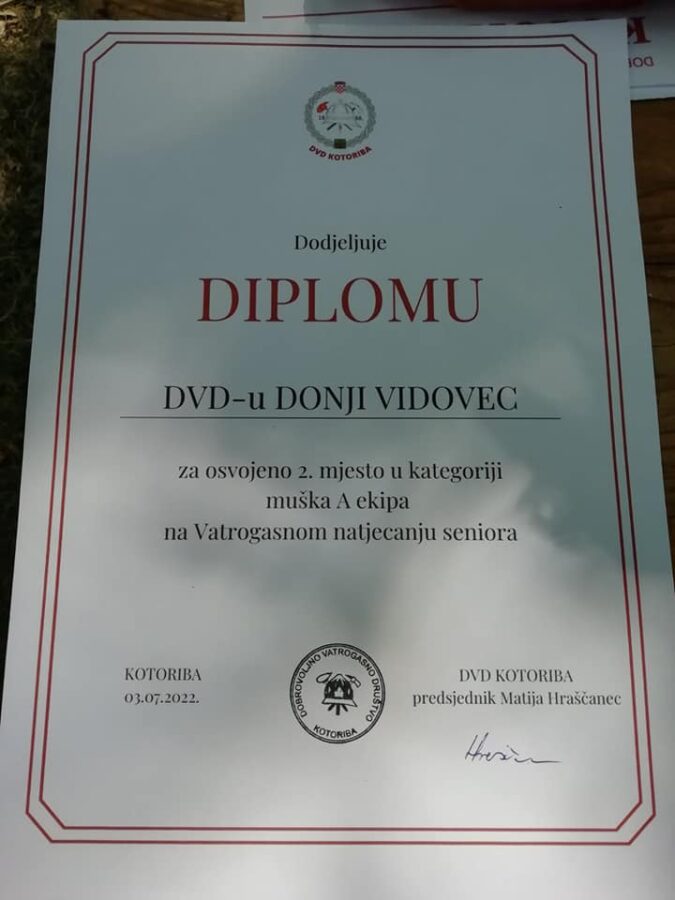 DVD KOTORIBA
Dodjeljuje
DIPLOMU
DVD-u DONJI VIDOVEC
za osvojeno 2. mjesto u kategoriji
muška A ekipa
na Vatrogasnom natjecanju seniora
KOTORIBA
03.07.2022.
DOBROVOLJNO VATROGASNO DRUŠTVO
KOTORIBA
DVD KOTORIBA
predsjednik Matija Hraščanec